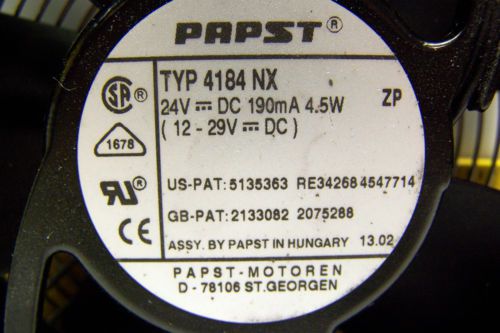 PAPST®
TYP 4184 NX
24V ⎓ DC 190mA 4.5W
ZP
( 12 - 29V ⎓ DC )
SA ®
1678
US-PAT: 5135363 RE34268 4547714
GB-PAT: 2133082 2075288
CE
ASSY. BY PAPST IN HUNGARY 13.02
PAPST-MOTOREN
D - 78106 ST.GEORGEN